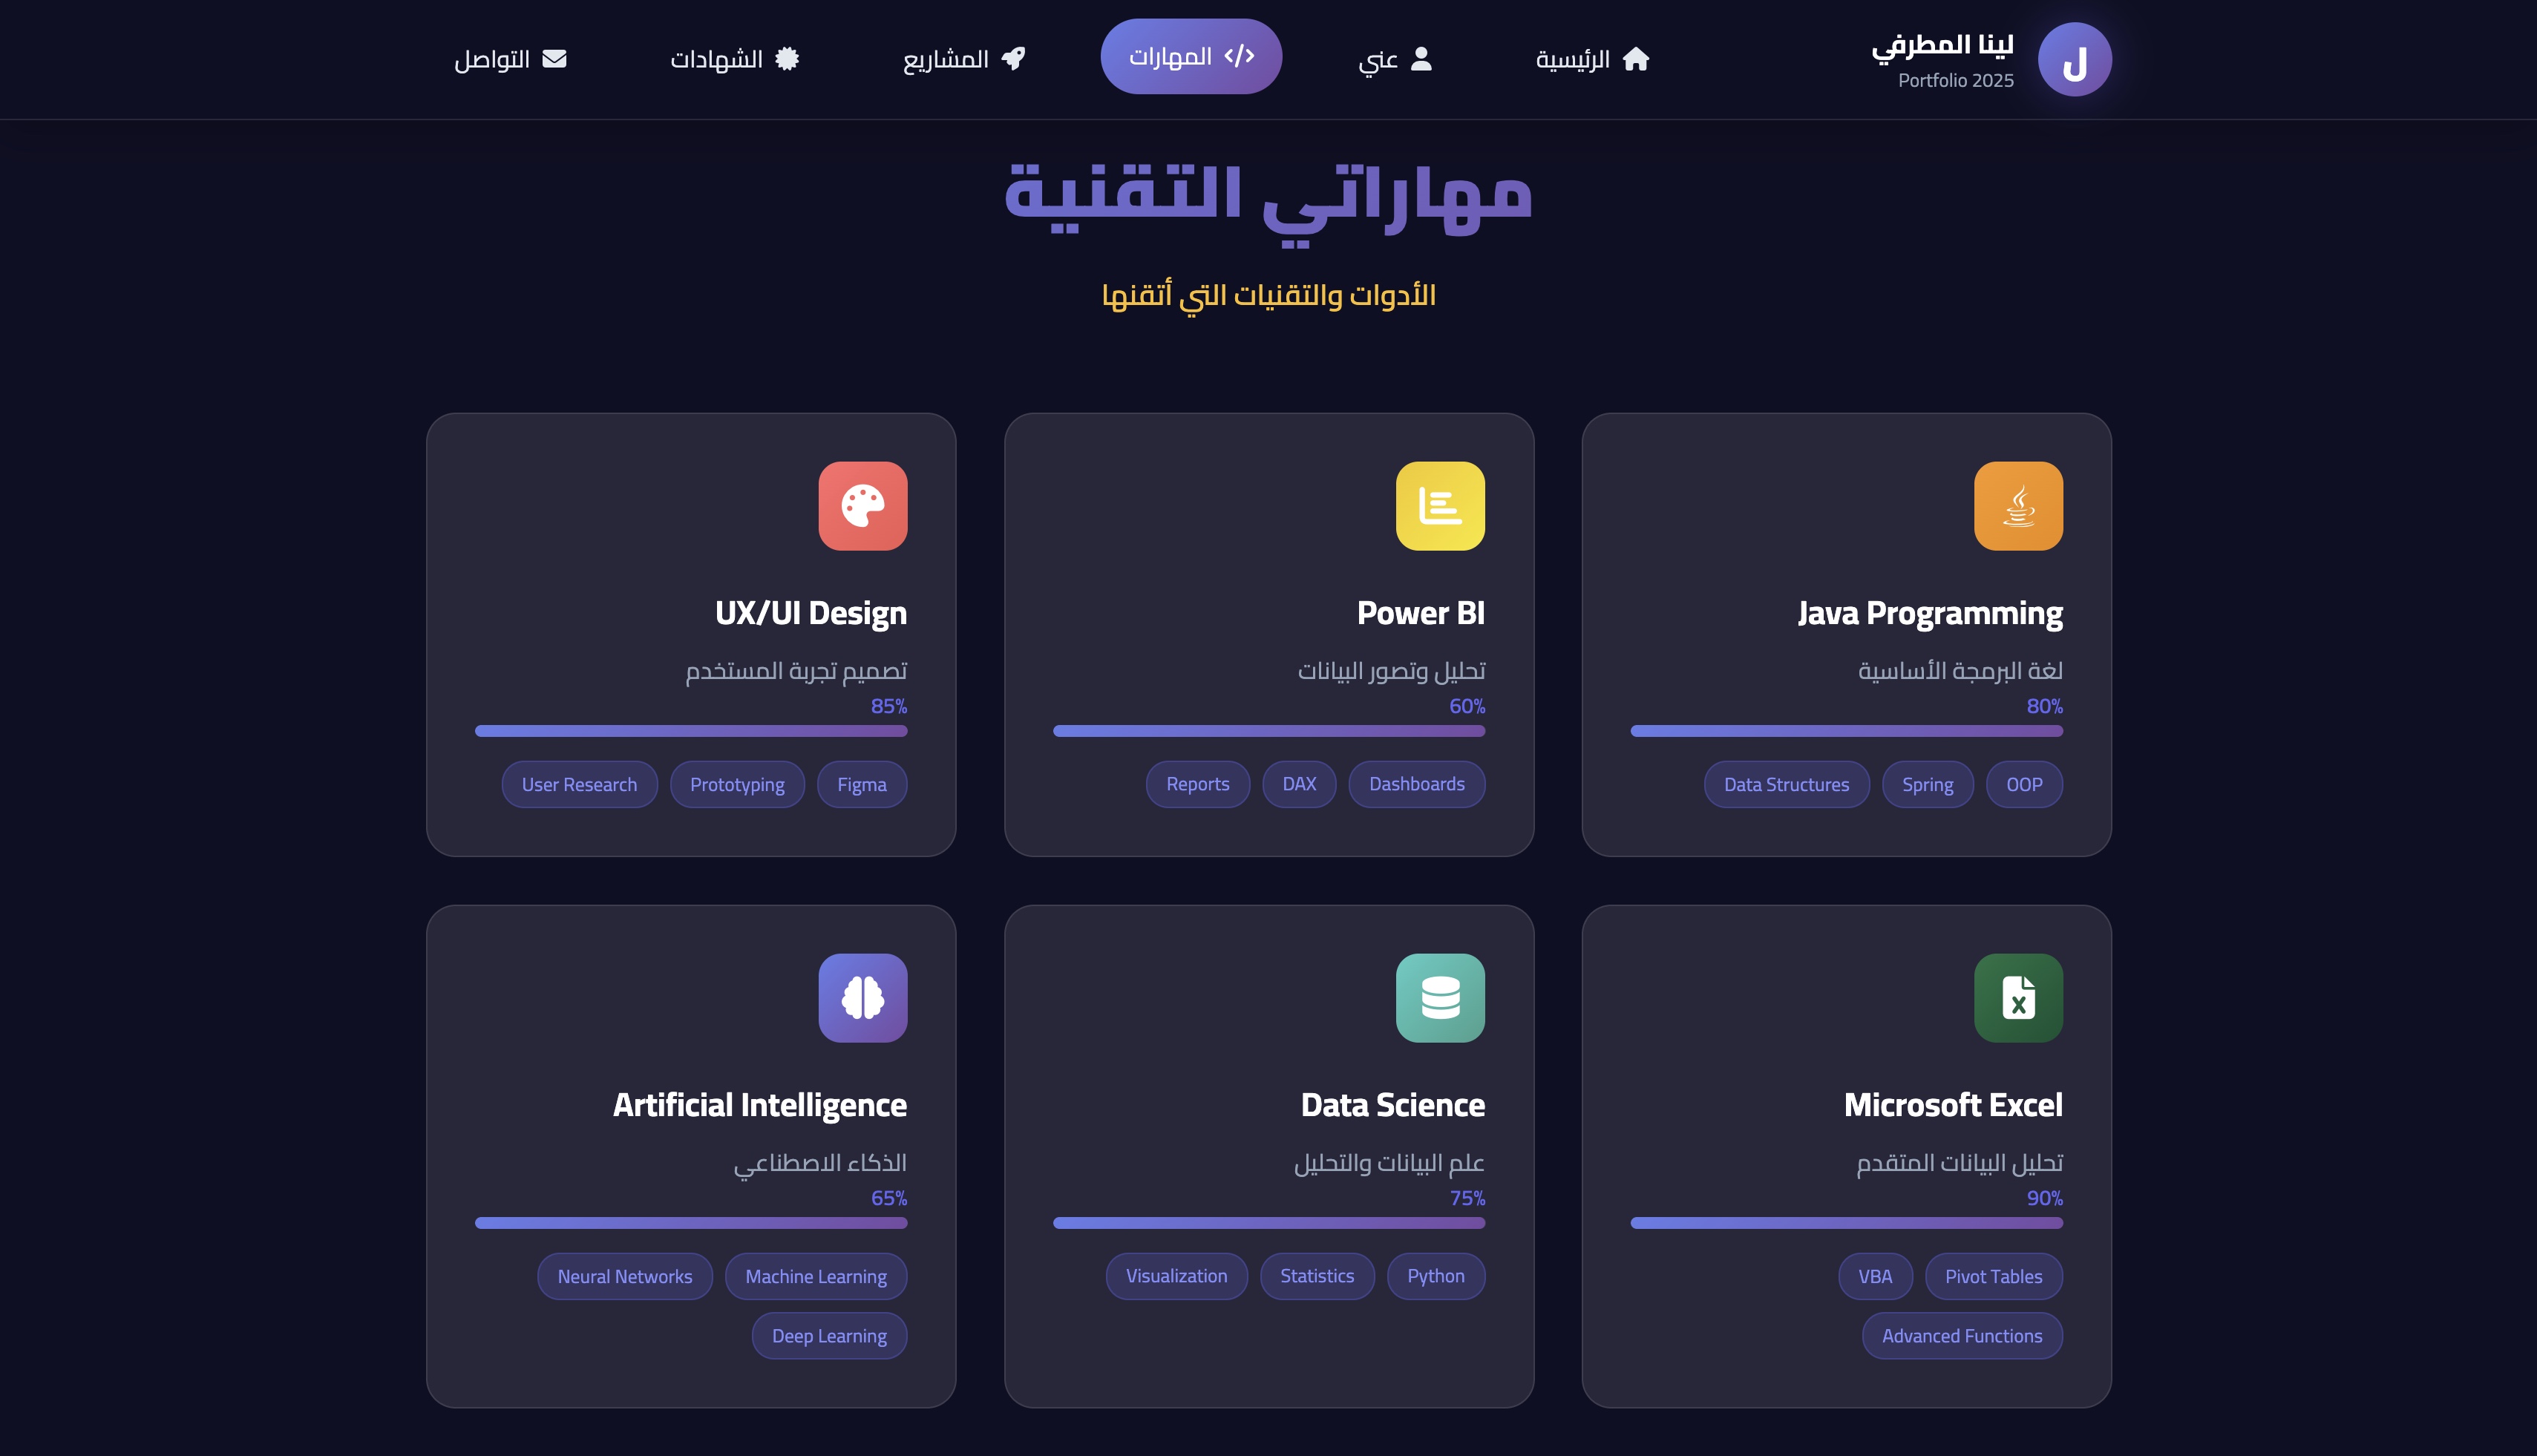 ل
لينا المطرفي
Portfolio 2025
الرئيسية
عني
المهارات
المشاريع
الشهادات
التواصل
مهاراتي التقنية
الأدوات والتقنيات التي أتقنها
Java Programming
لغة البرمجة الأساسية
80%
OOP
Spring
Data Structures
Power BI
تحليل وتصور البيانات
60%
Dashboards
DAX
Reports
UX/UI Design
تصميم تجربة المستخدم
85%
Figma
Prototyping
User Research
Microsoft Excel
تحليل البيانات المتقدم
90%
Pivot Tables
VBA
Advanced Functions
Data Science
علم البيانات والتحليل
75%
Python
Statistics
Visualization
Artificial Intelligence
الذكاء الاصطناعي
65%
Machine Learning
Neural Networks
Deep Learning